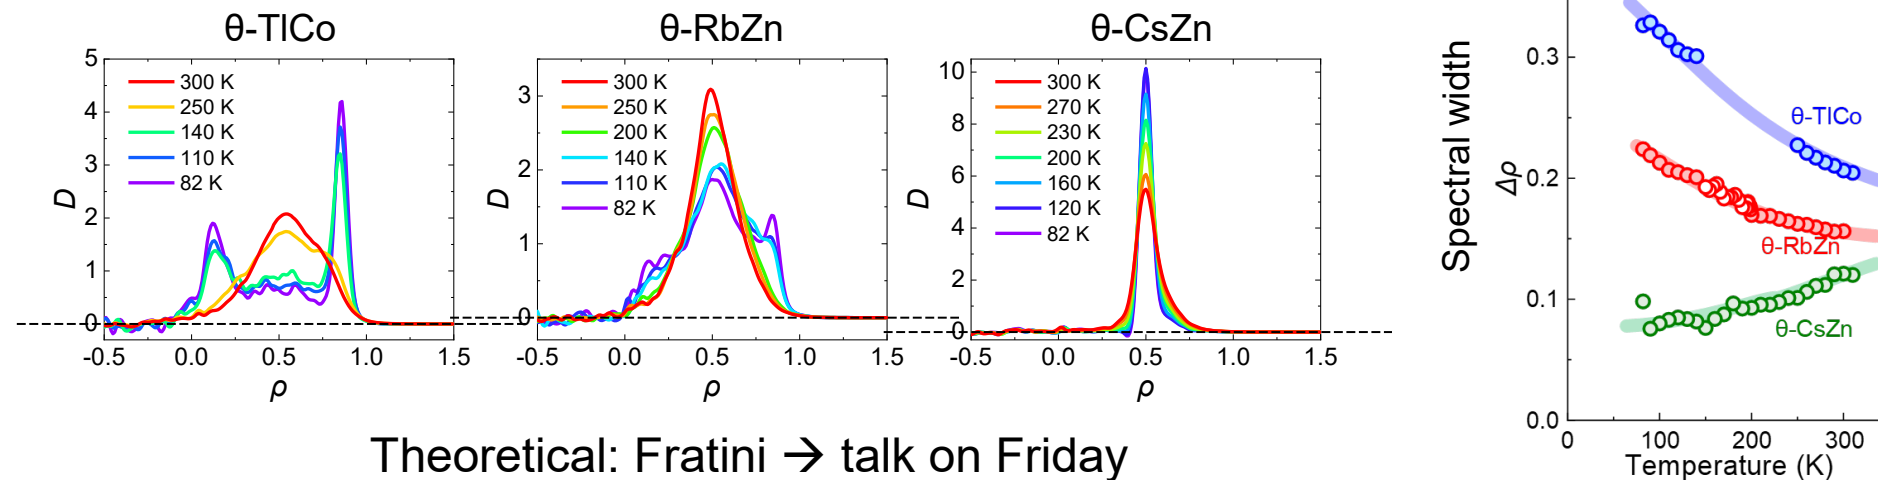 θ-TlCo
5
4
3
2
1
0
D
300 K
250 K
140 K
110 K
82 K
-0.5
0.0
0.5
1.0
1.5
ρ
θ-RbZn
3
2
1
0
D
300 K
250 K
200 K
140 K
110 K
82 K
-0.5
0.0
0.5
1.0
1.5
ρ
θ-CsZn
10
8
6
4
2
0
D
300 K
270 K
230 K
200 K
160 K
120 K
82 K
-0.5
0.0
0.5
1.0
1.5
ρ
Spectral width
Δρ
0.3
0.2
0.1
0.0
θ-TlCo
θ-RbZn
θ-CsZn
0
100
200
300
Temperature (K)
Theoretical: Fratini → talk on Friday